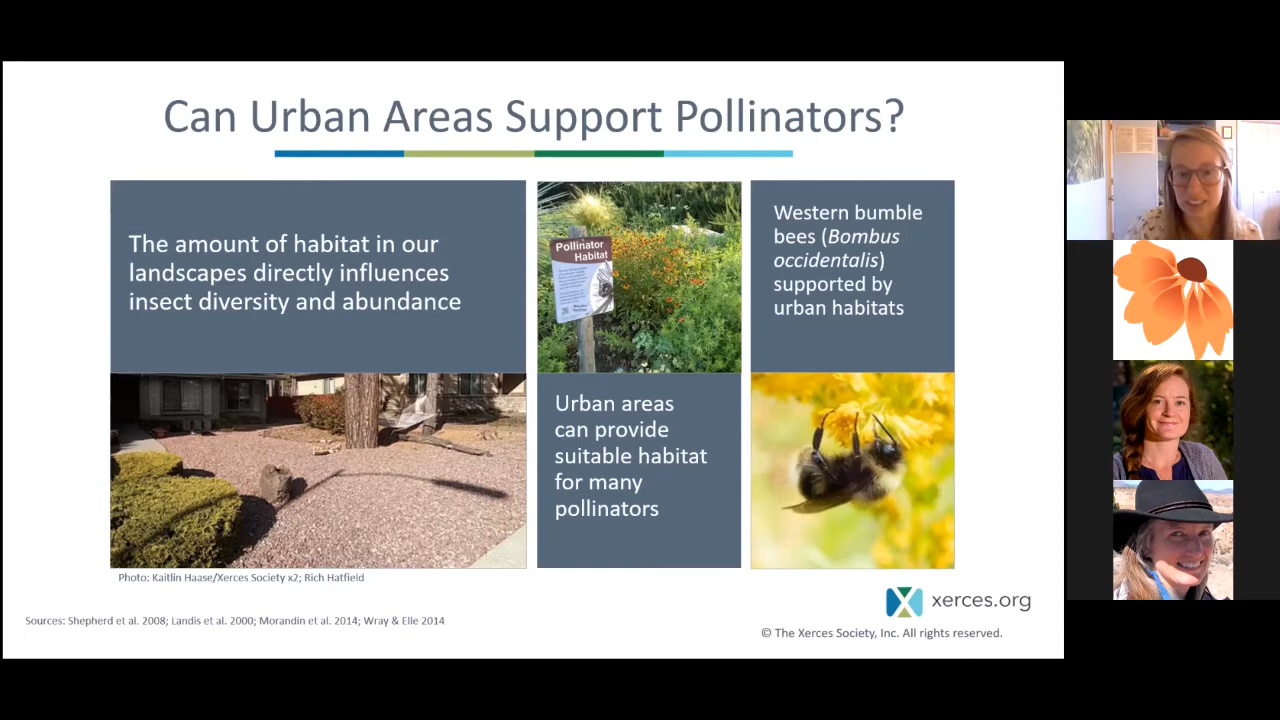 Can Urban Areas Support Pollinators?
The amount of habitat in our
landscapes directly influences
insect diversity and abundance
Pollinator
Habitat
Urban areas
can provide
suitable habitat
for many
pollinators
Western bumble
bees (Bombus
occidentalis)
supported by
urban habitats
Photo: Kaitlin Haase/Xerces Society x2; Rich Hatfield
Sources: Shepherd et al. 2008; Landis et al. 2000; Morandin et al. 2014; Wray & Elle 2014
xerces.org
© The Xerces Society, Inc. All rights reserved.